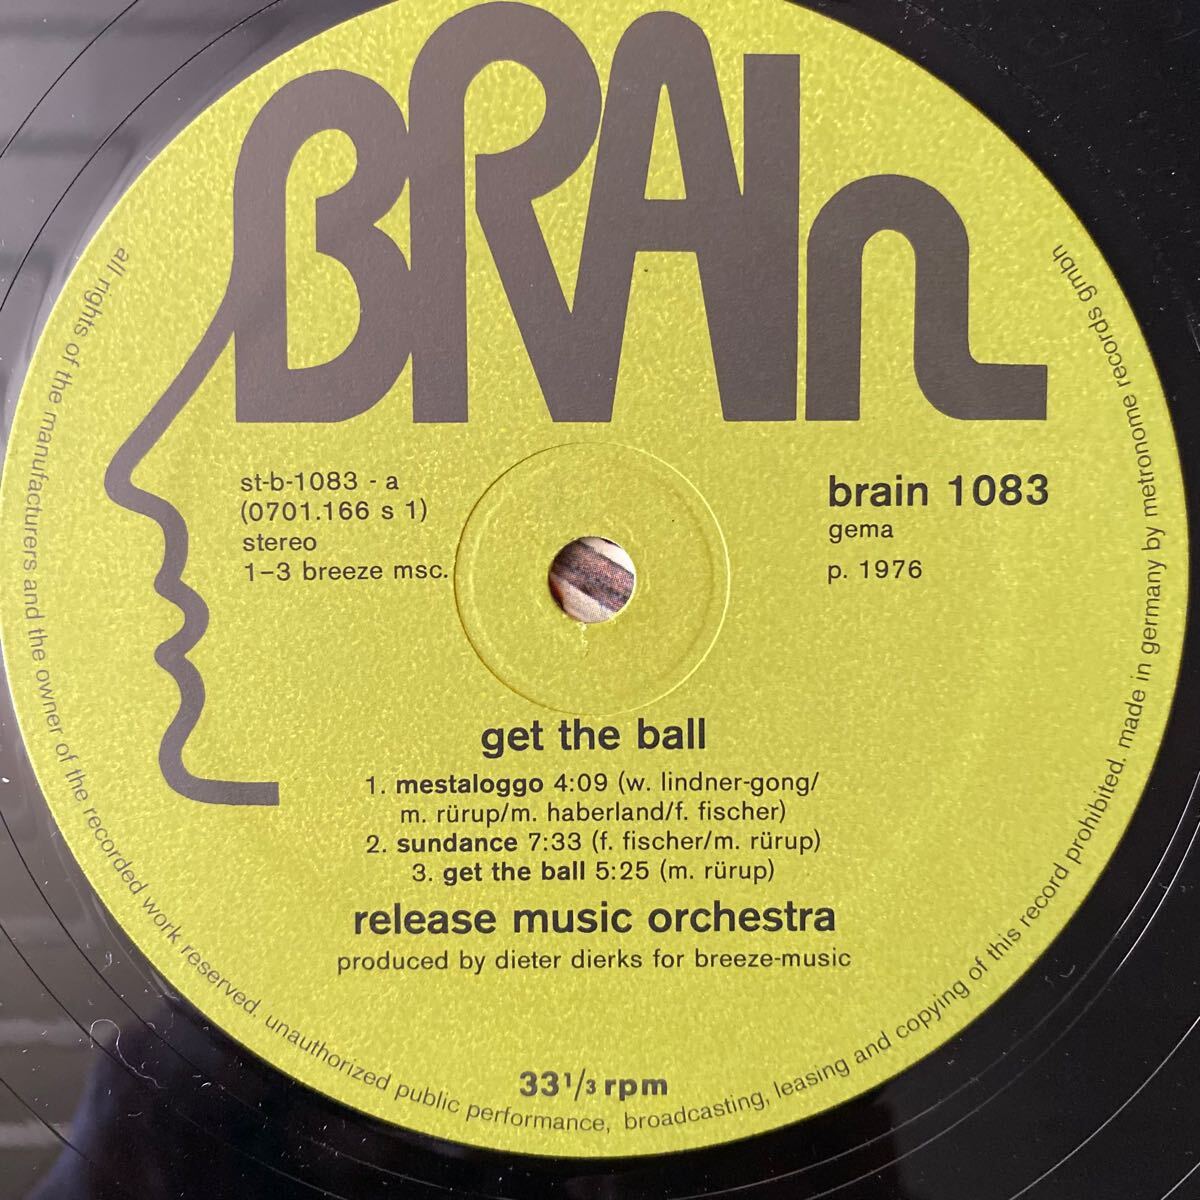 BRAIn
st-b-1083 - a
(0701.166 s 1)
stereo
1-3 breeze msc.
brain 1083
gema
p. 1976
get the ball
1. mestaloggo 4:09 (w. lindner-gong/
m. rürup/m. haberland/f. fischer)
2. sundance 7:33 (f. fischer/m. rürup)
3. get the ball 5:25 (m. rürup)
release music orchestra
produced by dieter dierks for breeze-music
33 1/3 rpm
all rights of the manufacturers and the owner of the recorded work reserved. unauthorized public performance, broadcasting, leasing and copying of this record prohibited. made in germany by metronome records gmbh